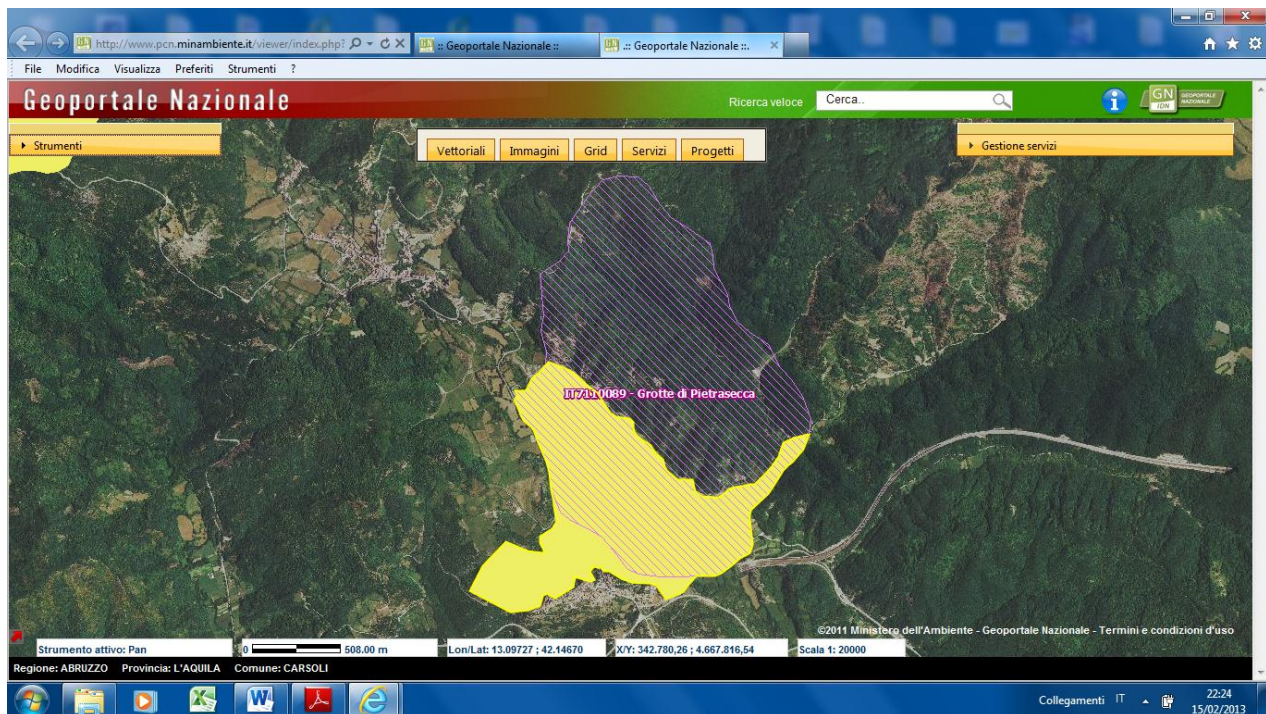 http://www.pcn.minambiente.it/viewer/index.php?
:: Geoportale Nazionale ::
.:: Geoportale Nazionale ::.
File Modifica Visualizza Preferiti Strumenti ?
Geoportale Nazionale
Ricerca veloce
Cerca..
GN
IDN
GEOPORTALE
NAZIONALE
Strumenti
Vettoriali
Immagini
Grid
Servizi
Progetti
Gestione servizi
IT7110089 - Grotte di Pietrasecca
©2011 Ministero dell'Ambiente - Geoportale Nazionale - Termini e condizioni d'uso
Strumento attivo: Pan
0 508.00 m
Lon/Lat: 13.09727 ; 42.14670
X/Y: 342.780,26 ; 4.667.816,54
Scala 1: 20000
Regione: ABRUZZO Provincia: L'AQUILA Comune: CARSOLI
Collegamenti IT
22:24
15/02/2013